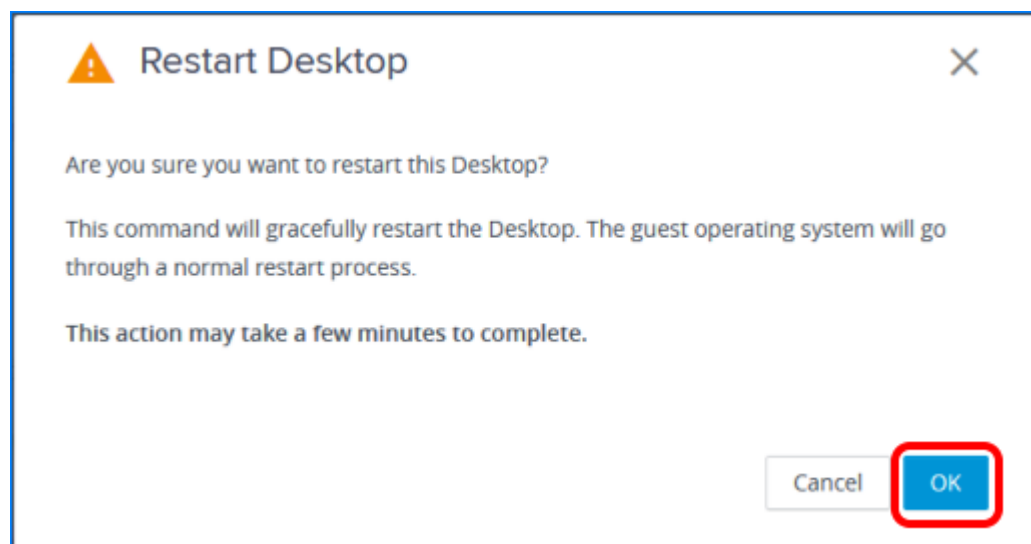 Restart Desktop
Are you sure you want to restart this Desktop?
This command will gracefully restart the Desktop. The guest operating system will go
through a normal restart process.
This action may take a few minutes to complete.
Cancel
OK